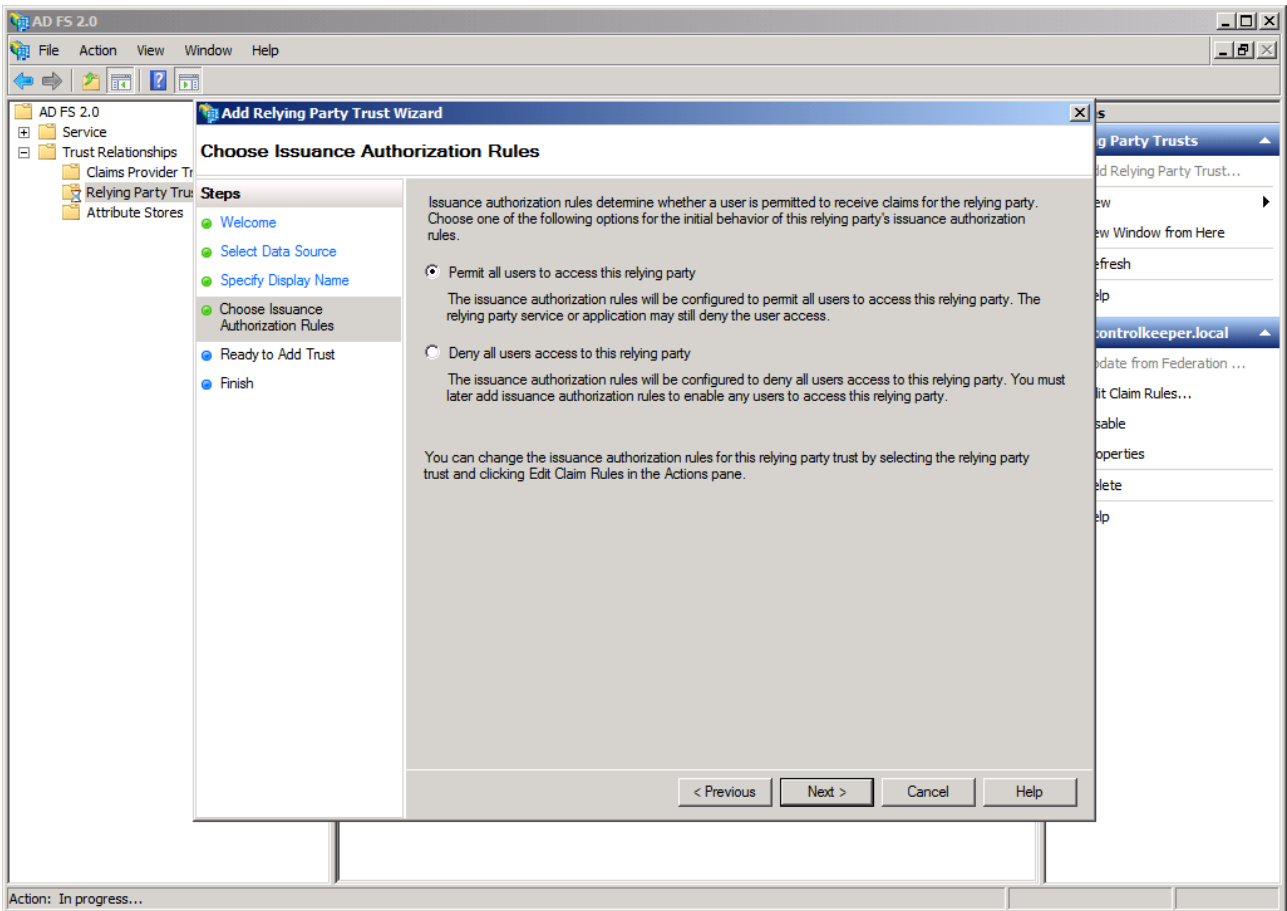 AD FS 2.0
File Action View Window Help
AD FS 2.0
Service
Trust Relationships
Claims Provider Tr
Relying Party Trus
Attribute Stores
Add Relying Party Trust Wizard
Choose Issuance Authorization Rules
Steps
Welcome
Select Data Source
Specify Display Name
Choose Issuance
Authorization Rules
Ready to Add Trust
Finish
Issuance authorization rules determine whether a user is permitted to receive claims for the relying party.
Choose one of the following options for the initial behavior of this relying party's issuance authorization
rules.
Permit all users to access this relying party
The issuance authorization rules will be configured to permit all users to access this relying party. The
relying party service or application may still deny the user access.
Deny all users access to this relying party
The issuance authorization rules will be configured to deny all users access to this relying party. You must
later add issuance authorization rules to enable any users to access this relying party.
You can change the issuance authorization rules for this relying party trust by selecting the relying party
trust and clicking Edit Claim Rules in the Actions pane.
< Previous Next > Cancel Help
s
g Party Trusts
dd Relying Party Trust...
ew
ew Window from Here
efresh
elp
controlkeeper.local
pdate from Federation ...
lit Claim Rules...
sable
operties
elete
elp
Action: In progress...